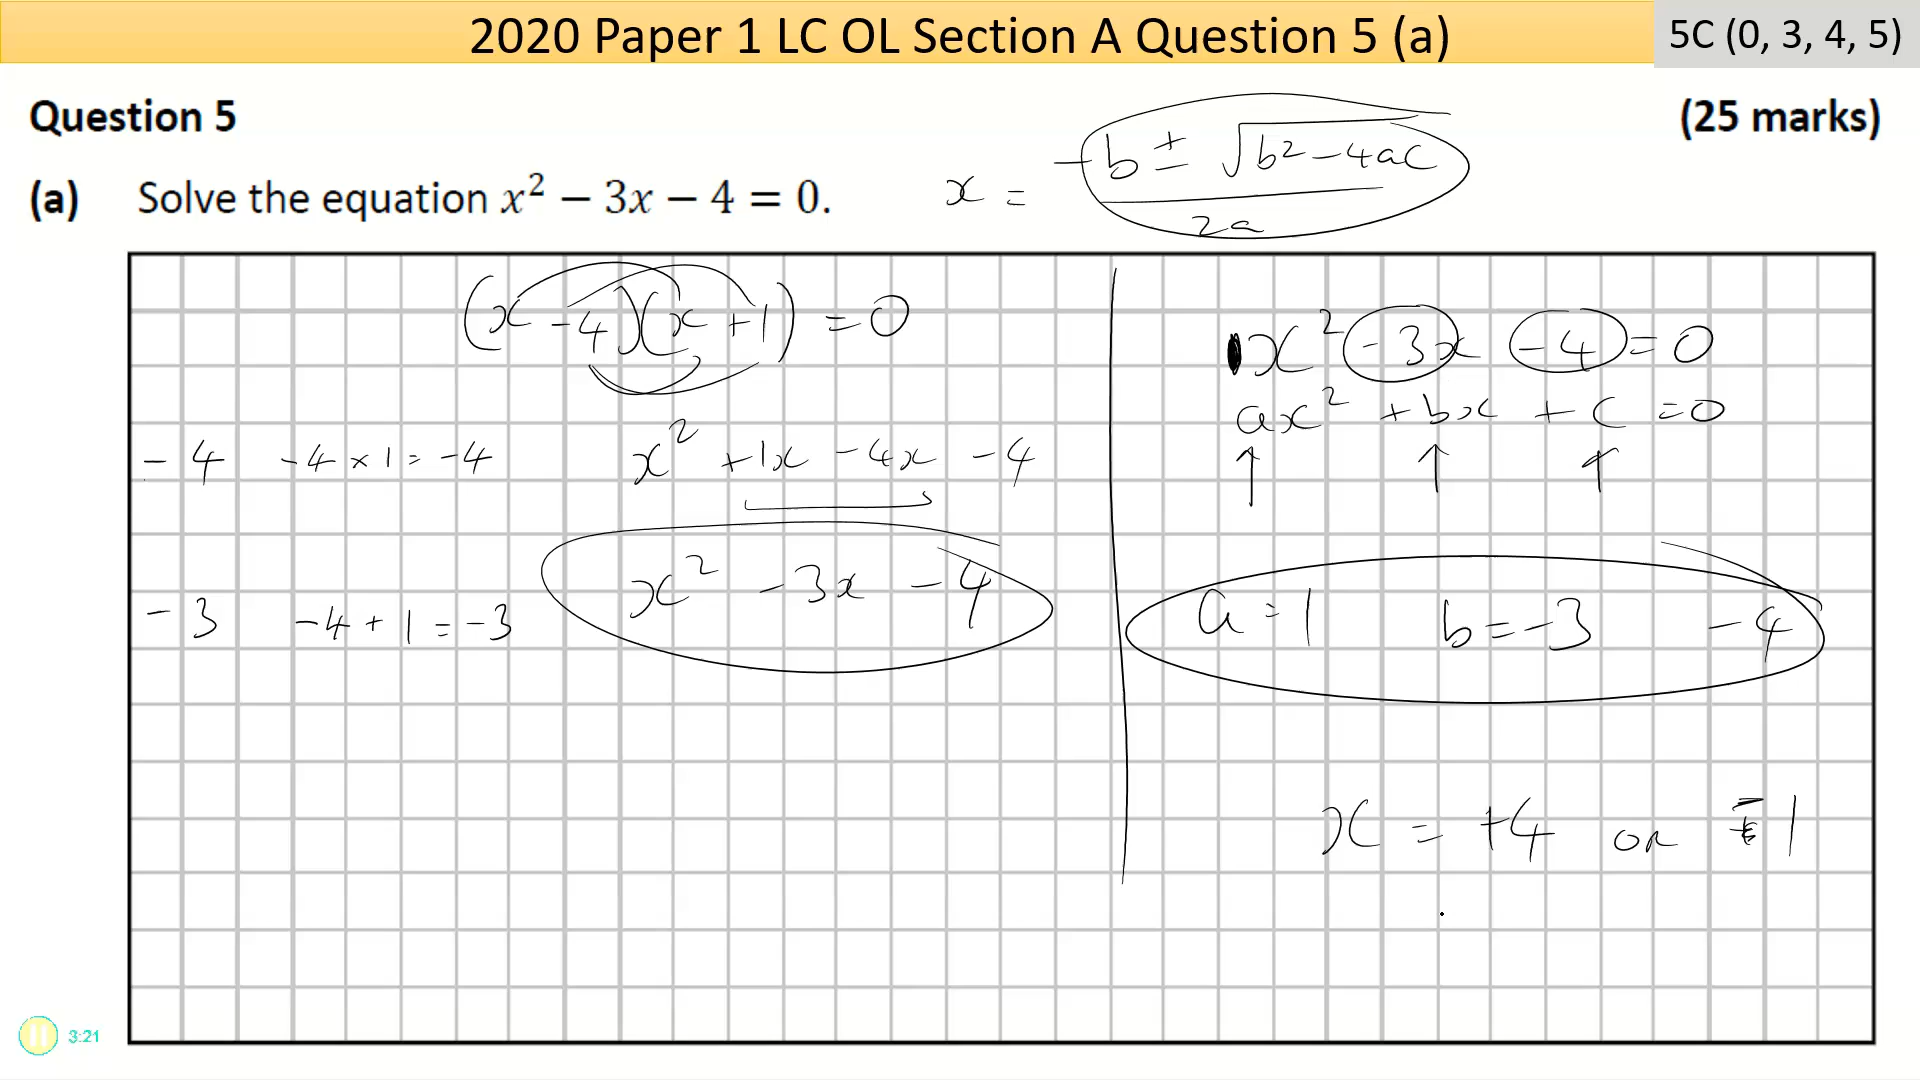 2020 Paper 1 LC OL Section A Question 5 (a)
5C (0, 3, 4, 5)
Question 5
(25 marks)
(a) Solve the equation x² − 3x − 4 = 0.
x = −b ± √b² − 4ac / 2a
(x − 4)(x + 1) = 0
− 4 − 4 × 1 = − 4
x² + 1x − 4x − 4
x² − 3x − 4
− 3 − 4 + 1 = − 3
1x² − 3x − 4 = 0
ax² + bx + c = 0
a = 1 b = − 3 − 4
x = +4 or − 1
3:21